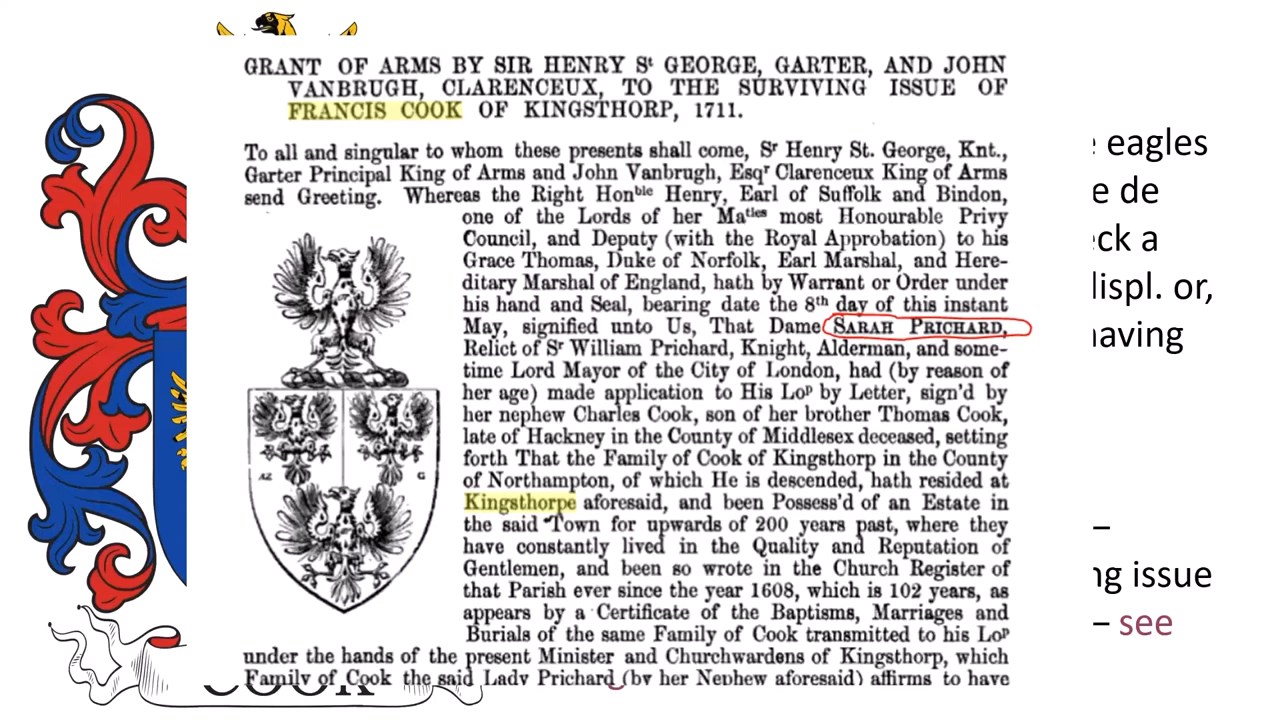 GRANT OF ARMS BY SIR HENRY Sᵗ GEORGE, GARTER, AND JOHN
VANBRUGH, CLARENCEUX, TO THE SURVIVING ISSUE OF
FRANCIS COOK OF KINGSTHORP, 1711.
To all and singular to whom these presents shall come, Sʳ Henry St. George, Knt.,
Garter Principal King of Arms and John Vanbrugh, Esqʳ Clarenceux King of Arms
send Greeting. Whereas the Right Honᵇˡᵉ Henry, Earl of Suffolk and Bindon,
one of the Lords of her Maᵗⁱᵉˢ most Honourable Privy
Council, and Deputy (with the Royal Approbation) to his
Grace Thomas, Duke of Norfolk, Earl Marshal, and Here-
ditary Marshal of England, hath by Warrant or Order under
his hand and Seal, bearing date the 8ᵗʰ day of this instant
May, signified unto Us, That Dame SARAH PRICHARD,
Relict of Sʳ William Prichard, Knight, Alderman, and some-
time Lord Mayor of the City of London, had (by reason of
her age) made application to His Loᵖ by Letter, sign'd by
her nephew Charles Cook, son of her brother Thomas Cook,
late of Hackney in the County of Middlesex deceased, setting
forth That the Family of Cook of Kingsthorp in the County
of Northampton, of which He is descended, hath resided at
Kingsthorpe aforesaid, and been Possess'd of an Estate in
the said Town for upwards of 200 years past, where they
have constantly lived in the Quality and Reputation of
Gentlemen, and been so wrote in the Church Register of
that Parish ever since the year 1608, which is 102 years, as
appears by a Certificate of the Baptisms, Marriages and
Burials of the same Family of Cook transmitted to his Loᵖ
under the hands of the present Minister and Churchwardens of Kingsthorp, which
Family of Cook the said Lady Prichard (by her Nephew aforesaid) affirms to have
AZ G
eagles
e de
ck a
displ. or,
having
–
ng issue
– see
COOK